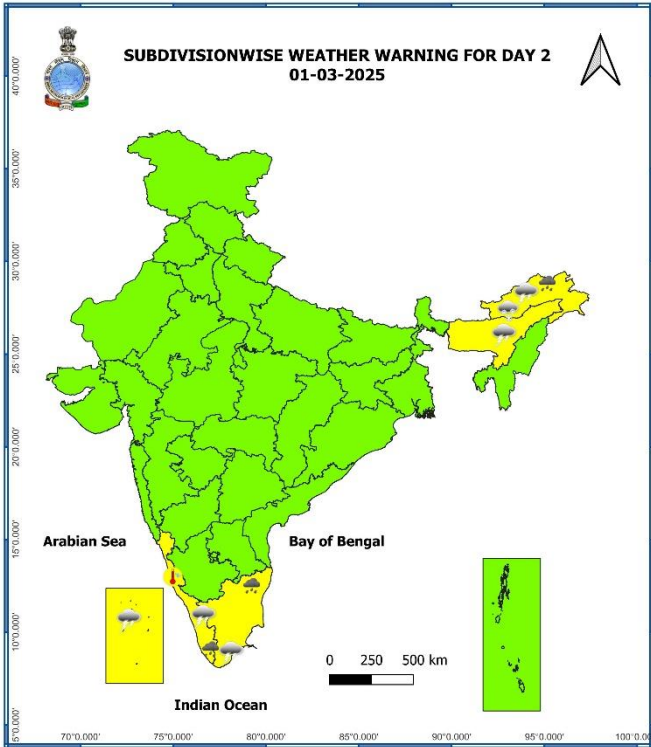 SUBDIVISIONWISE WEATHER WARNING FOR DAY 2
01-03-2025
40°0.000'
35°0.000'
30°0.000'
25°0.000'
20°0.000'
15°0.000'
10°0.000'
5°0.000'
Arabian Sea
Bay of Bengal
0 250 500 km
Indian Ocean
70°0.000' 75°0.000' 80°0.000' 85°0.000' 90°0.000' 95°0.000' 100°0.000'